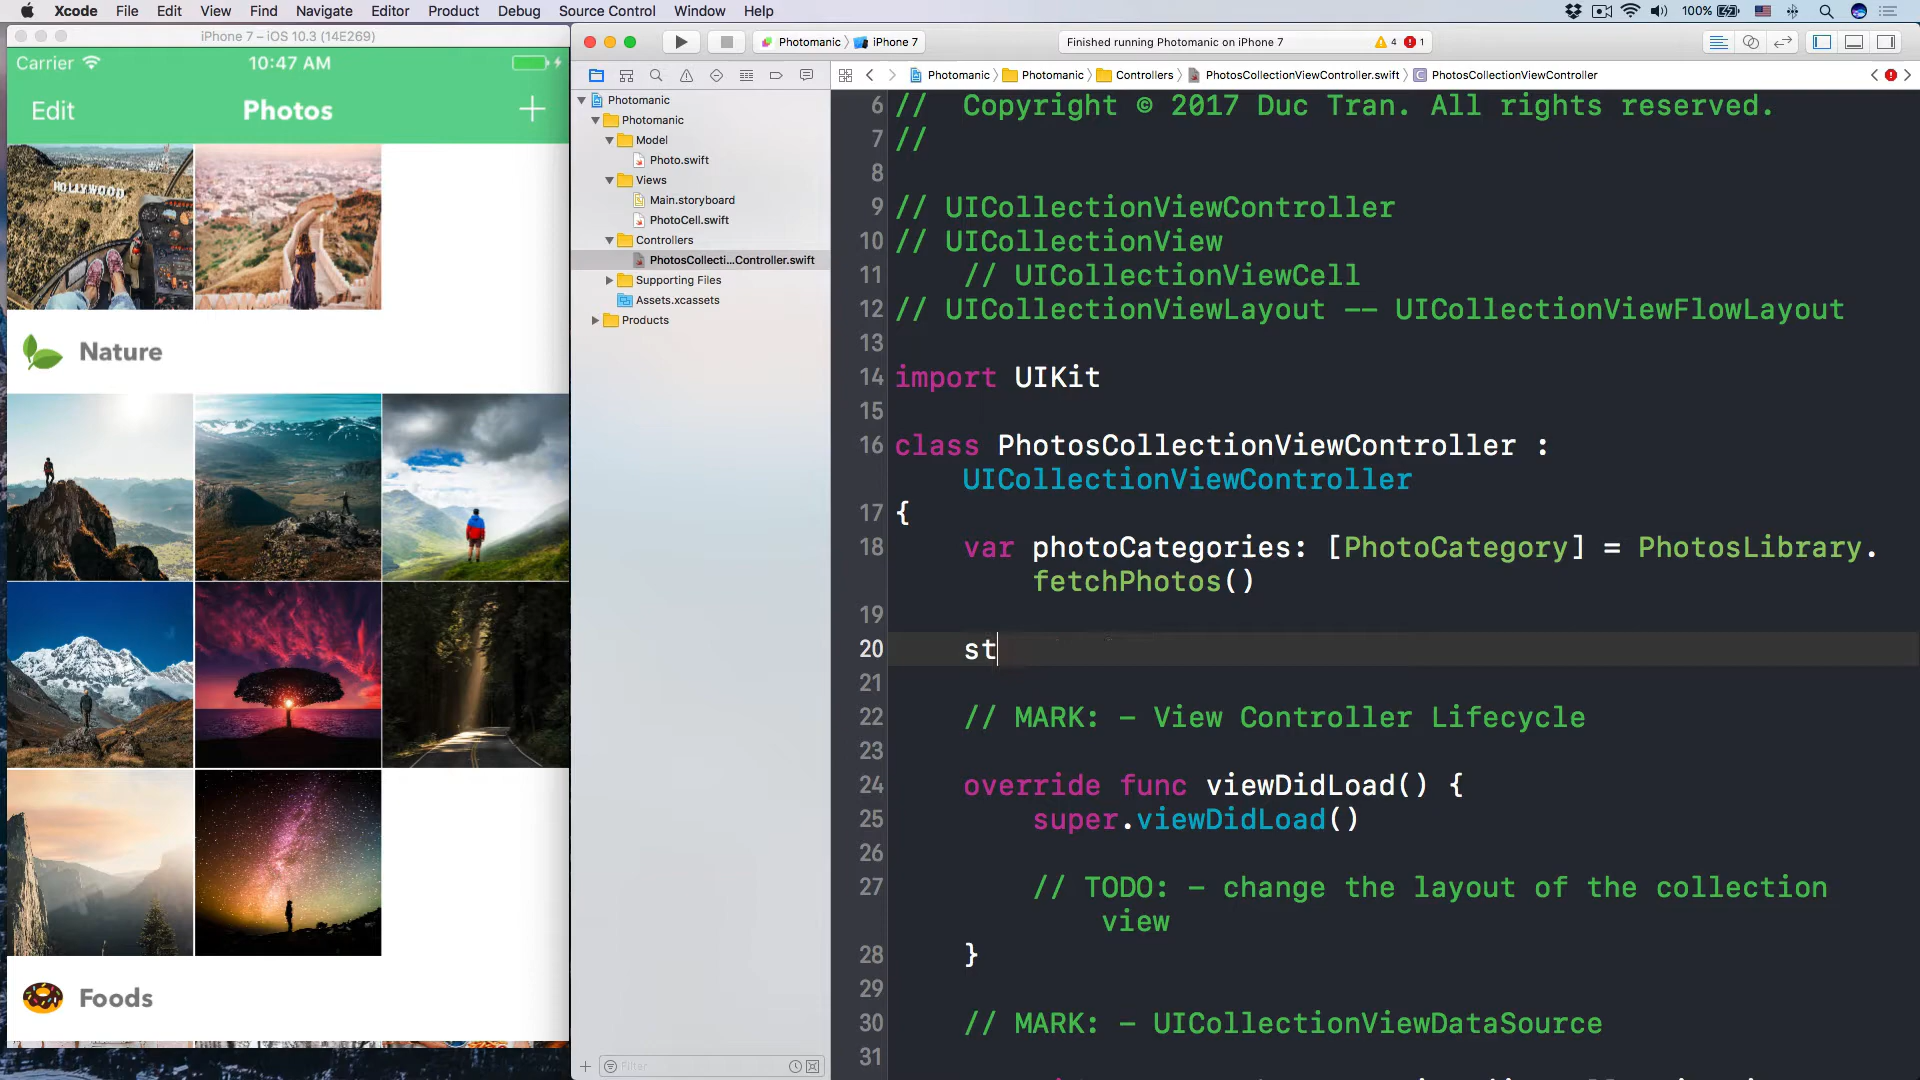 Xcode File Edit View Find Navigate Editor Product Debug Source Control Window Help 100%
iPhone 7 – iOS 10.3 (14E269)
Carrier 10:47 AM
Edit Photos +
HOLLYWOOD
Nature
Foods
Photomanic iPhone 7
Finished running Photomanic on iPhone 7 4 1
Photomanic Photomanic Controllers PhotosCollectionViewController.swift C PhotosCollectionViewController
Photomanic
Photomanic
Model
Photo.swift
Views
Main.storyboard
PhotoCell.swift
Controllers
PhotosCollecti...Controller.swift
Supporting Files
Assets.xcassets
Products
Filter
6 // Copyright © 2017 Duc Tran. All rights reserved.
7 //
8
9 // UICollectionViewController
10 // UICollectionView
11 // UICollectionViewCell
12 // UICollectionViewLayout -- UICollectionViewFlowLayout
13
14 import UIKit
15
16 class PhotosCollectionViewController :
UICollectionViewController
17 {
18 var photoCategories: [PhotoCategory] = PhotosLibrary.
fetchPhotos()
19
20 st
21
22 // MARK: - View Controller Lifecycle
23
24 override func viewDidLoad() {
25 super.viewDidLoad()
26
27 // TODO: - change the layout of the collection
view
28 }
29
30 // MARK: - UICollectionViewDataSource
31